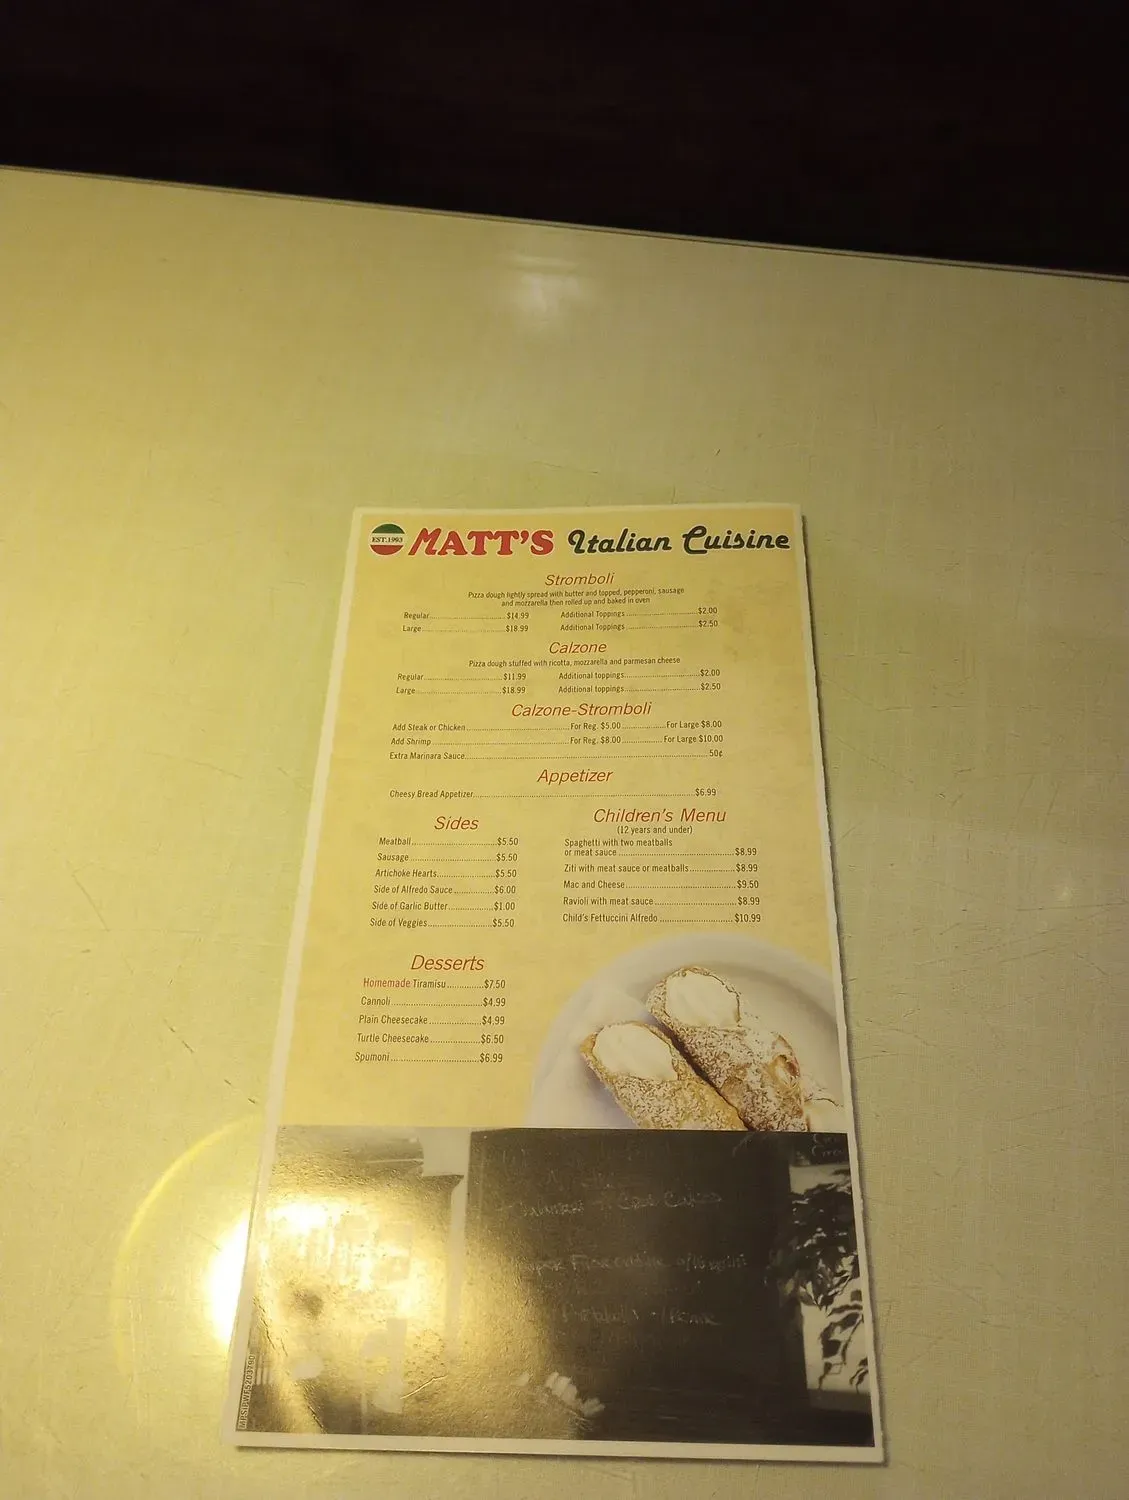 EST. 1993 MATT'S Italian Cuisine
Stromboli
Pizza dough lightly spread with butter and topped, pepperoni, sausage
and mozzarella then rolled up and baked in oven
Regular..............................$14.99 Additional Toppings..............................$2.00
Large..............................$18.99 Additional Toppings..............................$2.50
Calzone
Pizza dough stuffed with ricotta, mozzarella and parmesan cheese
Regular..............................$11.99 Additional toppings..............................$2.00
Large..............................$18.99 Additional toppings..............................$2.50
Calzone-Stromboli
Add Steak or Chicken..............................For Reg. $5.00....................For Large $8.00
Add Shrimp..............................For Reg. $8.00....................For Large $10.00
Extra Marinara Sauce..............................50¢
Appetizer
Cheesy Bread Appetizer..............................$6.99
Sides
Meatball..............................$5.50
Sausage..............................$5.50
Artichoke Hearts..............................$5.50
Side of Alfredo Sauce....................$6.00
Side of Garlic Butter....................$1.00
Side of Veggies..............................$5.50
Children's Menu
(12 years and under)
Spaghetti with two meatballs
or meat sauce..............................$8.99
Ziti with meat sauce or meatballs....................$8.99
Mac and Cheese..............................$9.50
Ravioli with meat sauce..............................$8.99
Child's Fettuccini Alfredo....................$10.99
Desserts
Homemade Tiramisu...............$7.50
Cannoli..............................$4.99
Plain Cheesecake....................$4.99
Turtle Cheesecake...............$6.50
Spumoni..............................$6.99